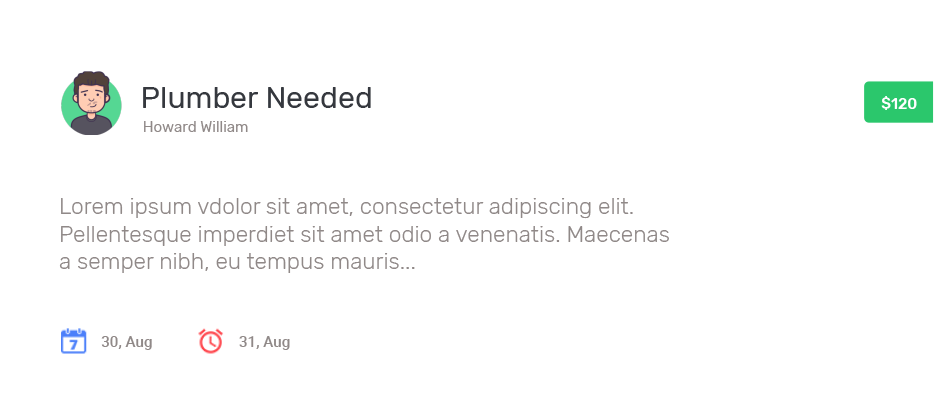 Plumber Needed
Howard William
$120
Lorem ipsum vdolor sit amet, consectetur adipiscing elit.
Pellentesque imperdiet sit amet odio a venenatis. Maecenas
a semper nibh, eu tempus mauris...
7 30, Aug 31, Aug